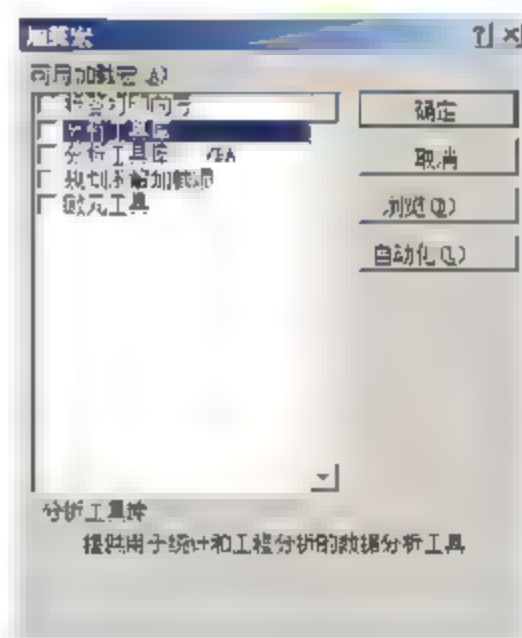 加载宏
可用加载宏(A)
分析工具库
分析工具库
规划求解加载项
欧元工具
确定
取消
浏览(B)
自动化(L)
分析工具库
提供用于统计和工程分析的数据分析工具